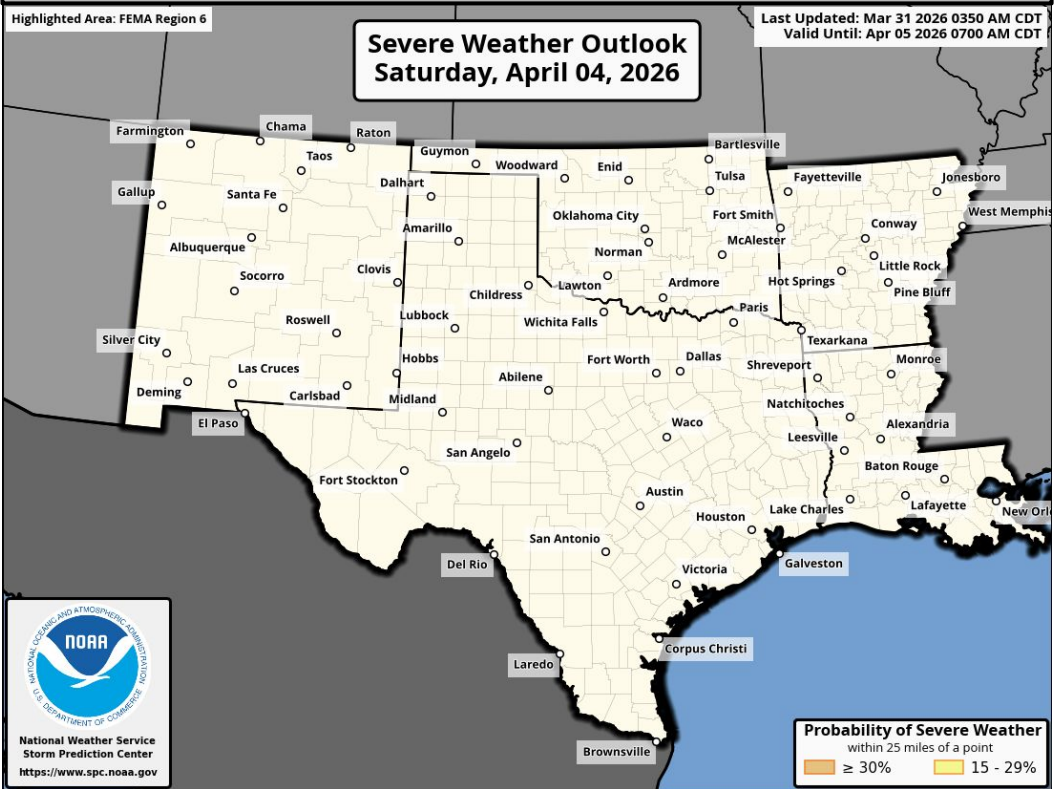 Highlighted Area: FEMA Region 6
Last Updated: Mar 31 2026 0350 AM CDT
Valid Until: Apr 05 2026 0700 AM CDT
Severe Weather Outlook
Saturday, April 04, 2026
Farmington
Chama
Raton
Taos
Guymon
Woodward
Enid
Bartlesville
Tulsa
Fayetteville
Jonesboro
Gallup
Santa Fe
Dalhart
Oklahoma City
Fort Smith
West Memphis
Conway
Albuquerque
Amarillo
Norman
McAlester
Little Rock
Socorro
Clovis
Childress
Lawton
Ardmore
Hot Springs
Pine Bluff
Roswell
Lubbock
Wichita Falls
Paris
Texarkana
Silver City
Hobbs
Fort Worth
Dallas
Shreveport
Monroe
Las Cruces
Abilene
Deming
Carlsbad
Midland
Natchitoches
El Paso
Waco
Leesville
Alexandria
San Angelo
Baton Rouge
Fort Stockton
Austin
Houston
Lake Charles
Lafayette
New Orl
San Antonio
Del Rio
Victoria
Galveston
Corpus Christi
Laredo
Brownsville
NATIONAL OCEANIC AND ATMOSPHERIC ADMINISTRATION
NOAA
U.S. DEPARTMENT OF COMMERCE
National Weather Service
Storm Prediction Center
https://www.spc.noaa.gov
Probability of Severe Weather
within 25 miles of a point
≥ 30%
15 - 29%